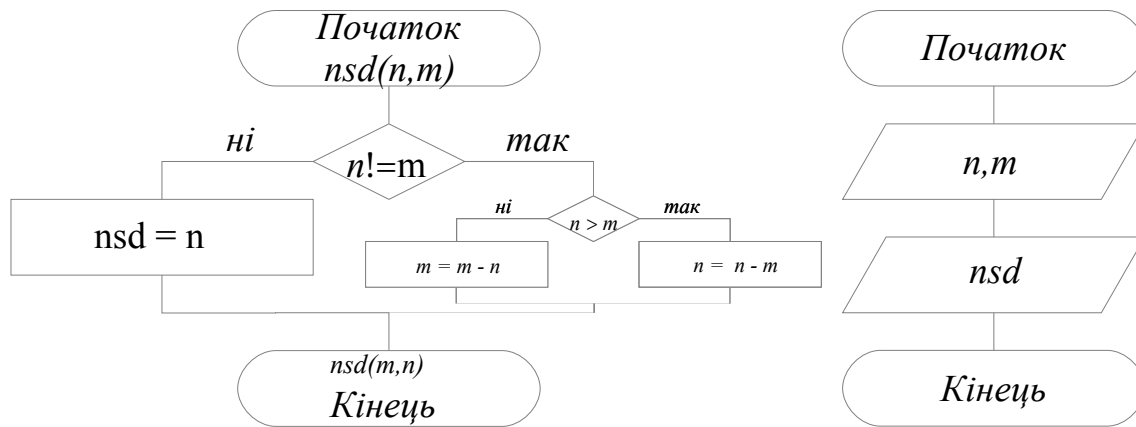 Початок
nsd(n,m)
ні
так
n!=m
nsd = n
ні
так
n > m
m = m - n
n = n - m
nsd(m,n)
Кінець
Початок
n,m
nsd
Кінець